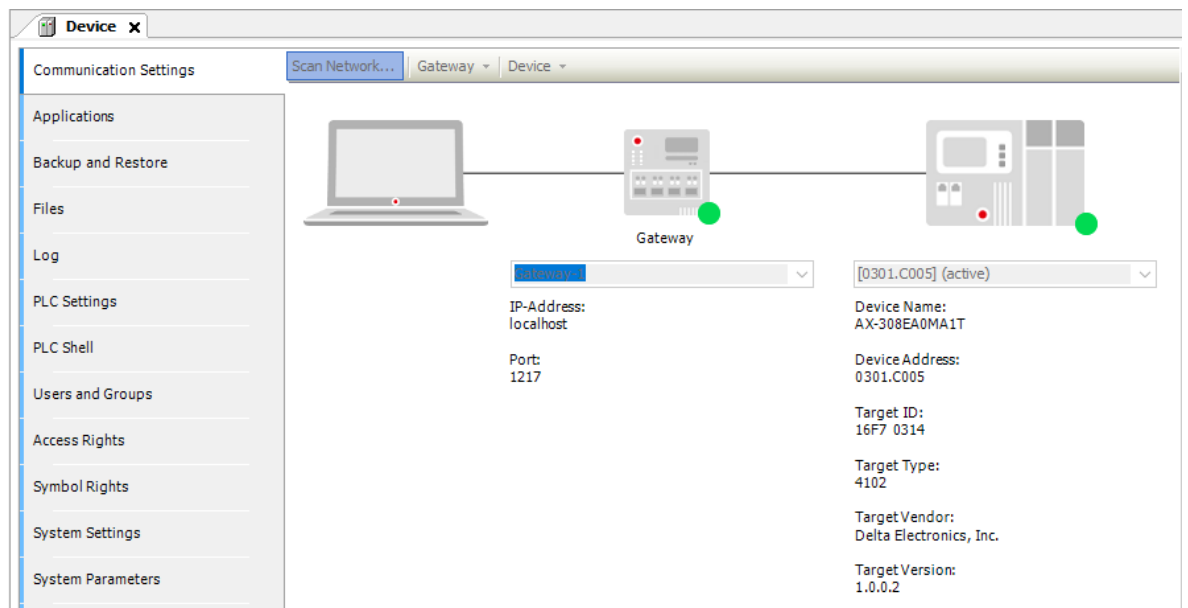 Device
Communication Settings
Applications
Backup and Restore
Files
Log
PLC Settings
PLC Shell
Users and Groups
Access Rights
Symbol Rights
System Settings
System Parameters
Scan Network...
Gateway
Device
Gateway
Gateway-1
IP-Address:
localhost
Port:
1217
[0301.C005] (active)
Device Name:
AX-308EA0MA1T
Device Address:
0301.C005
Target ID:
16F7 0314
Target Type:
4102
Target Vendor:
Delta Electronics, Inc.
Target Version:
1.0.0.2